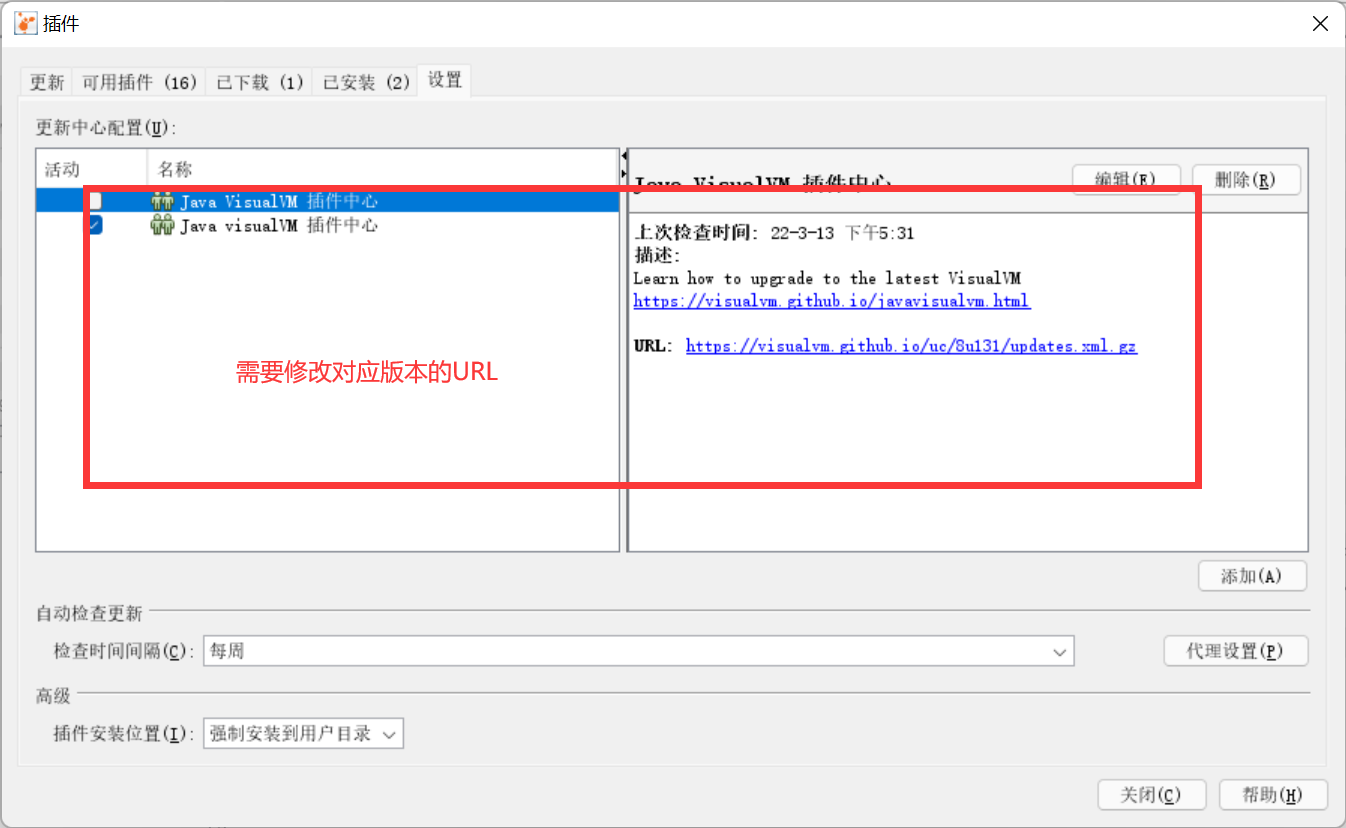 插件
更新 可用插件 (16) 已下载 (1) 已安装 (2) 设置
更新中心配置(U):
活动 名称
Java VisualVM 插件中心
Java visualVM 插件中心
Java VisualVM 插件中心 编辑(E) 删除(R)
上次检查时间: 22-3-13 下午5:31
描述:
Learn how to upgrade to the latest VisualVM
https://visualvm.github.io/javavisualvm.html
URL: https://visualvm.github.io/uc/8u131/updates.xml.gz
需要修改对应版本的URL
添加(A)
自动检查更新
检查时间间隔(C): 每周 代理设置(P)
高级
插件安装位置(I): 强制安装到用户目录
关闭(C) 帮助(H)